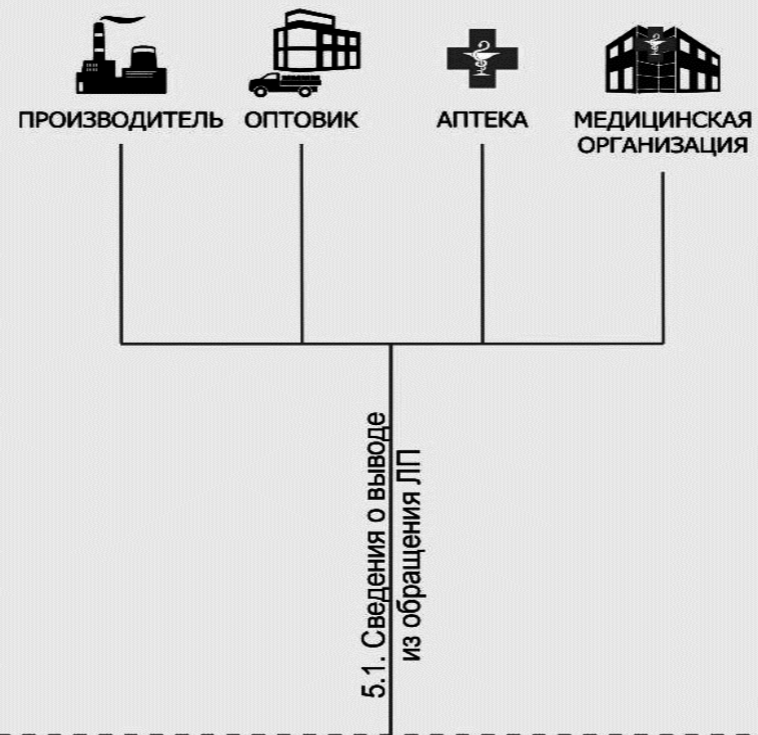 ПРОИЗВОДИТЕЛЬ
ОПТОВИК
АПТЕКА
МЕДИЦИНСКАЯ
ОРГАНИЗАЦИЯ
5.1. Сведения о выводе
из обращения ЛП